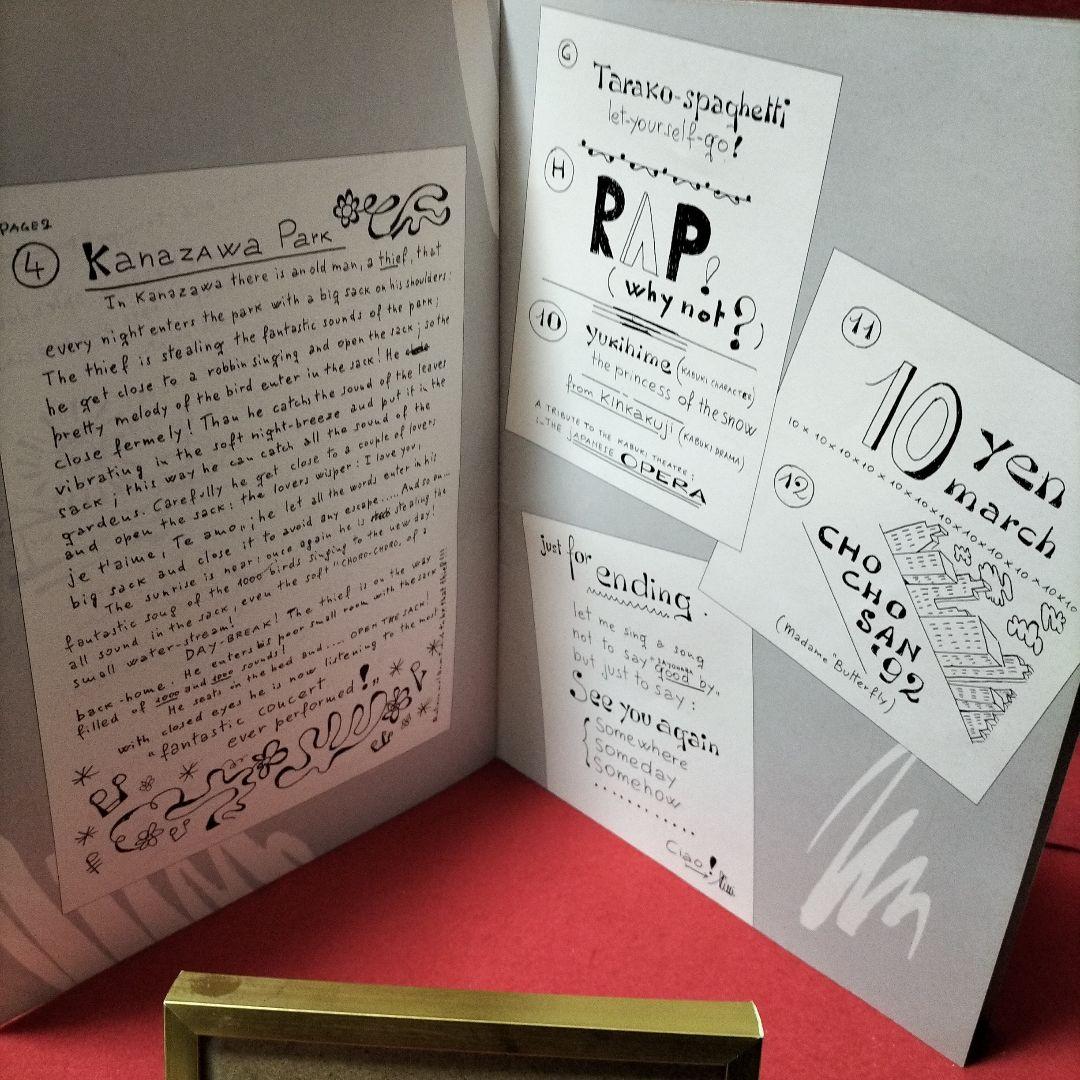 PAGE 2
4 Kanazawa Park
In Kanazawa there is an old man, a thief, that
every night enters the park with a big sack on his shoulders:
The thief is stealing the fantastic sounds of the park;
he get close to a robbin singing and open the sack; so the
pretty melody of the bird enter in the sack! He
close fermely! Than he catch, the sound of the leaves
vibrating in the soft night-breeze and put it in the
sack; this way he can catch all the sound of the
gardens. Carefully he get close to a couple of lovers
and open the sack: the lovers wisper: I love you,
je t'aime, Te amo; he let all the words enter in his
big sack and close it to avoid any escape..... And so on...
The sunrise is near; once again he is stealing the
fantastic song of the 1000 birds singing to the new day!
all sound in the sack, even the soft "CHORO-CHORO, of a
small water-stream!
DAY-BREAK! The thief is on the way
back-home. He enters his poor small room with the sack
filled of 1000 and 1000 sounds!
He seats on the bed and..... OPEN THE SACK!
with closed eyes he is now listening to the most
"fantastic concert
ever performed!"
G
Tarako-spaghetti
let-yourself-go!
H
RAP!
(why not?)
10
Yukihime (KABUKI CHARACTER)
the princess of the snow
from Kinkakuji (KABUKI DRAMA)
A TRIBUTE TO THE KABUKI THEATRE;
:-THE JAPANESE OPERA
just for ending.
let me sing a song
not to say "SAYONARA"
good by,
but just to say:
See you again
somewhere
someday
somehow
Ciao!
11
10 Yen
march
10 x 10 x 10 x 10 x 10 x 10 x 10 x 10 x 10 x 10 x 10
12
CHO
CHO
SAN
'92
(Madame "Butterfly)